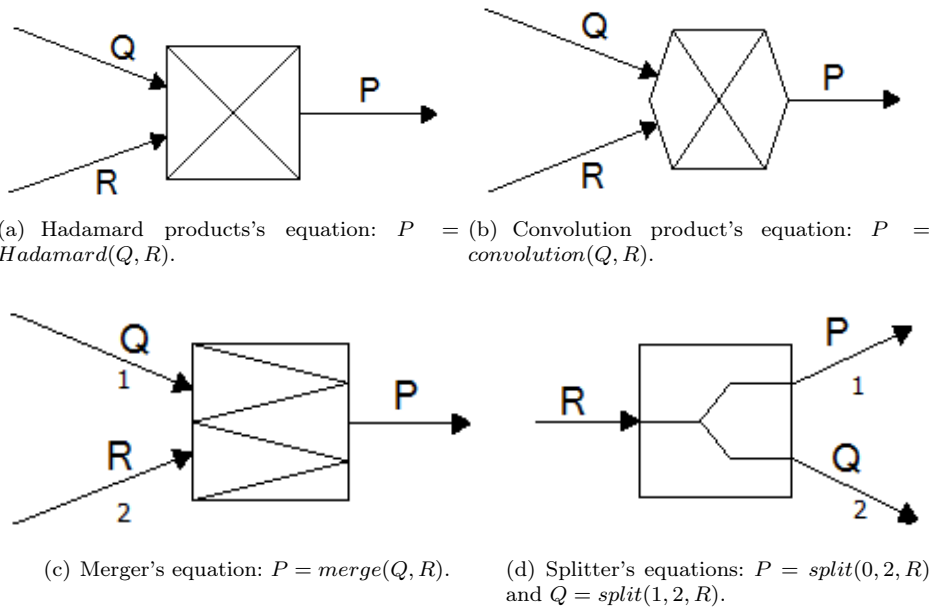 Q
P
R
Q
P
R
(a) Hadamard products's equation: P =
Hadamard(Q, R).
(b) Convolution product's equation: P =
convolution(Q, R).
Q
1
P
R
2
R
P
1
Q
2
(c) Merger's equation: P = merge(Q, R).
(d) Splitter's equations: P = split(0, 2, R)
and Q = split(1, 2, R).